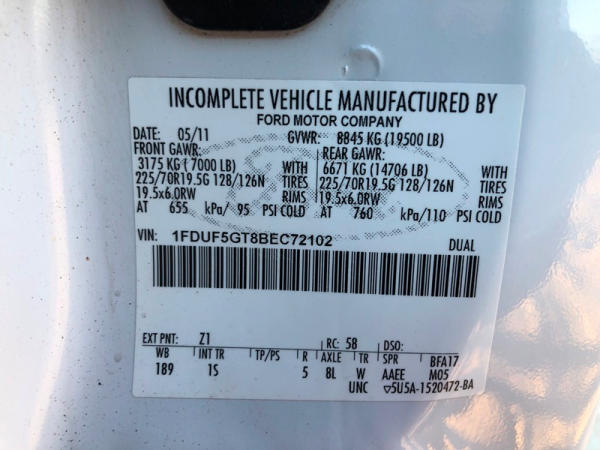 INCOMPLETE VEHICLE MANUFACTURED BY
FORD MOTOR COMPANY
DATE: 05/11 GVWR: 8845 KG (19500 LB)
FRONT GAWR: REAR GAWR:
3175 KG (7000 LB) WITH 6671 KG (14706 LB) WITH
225/70R19.5G 128/126N TIRES 225/70R19.5G 128/126N TIRES
19.5x6.0RW RIMS 19.5x6.0RW RIMS
AT 655 kPa/95 PSI COLD AT 760 kPa/110 PSI COLD
VIN: 1FDUF5GT8BEC72102 DUAL
EXT PNT: Z1 RC: 58 DSO:
WB INT TR TP/PS R AXLE TR SPR BFA17
189 1S 5 8L W AAEE M05
UNC ▽5U5A-1520472-BA